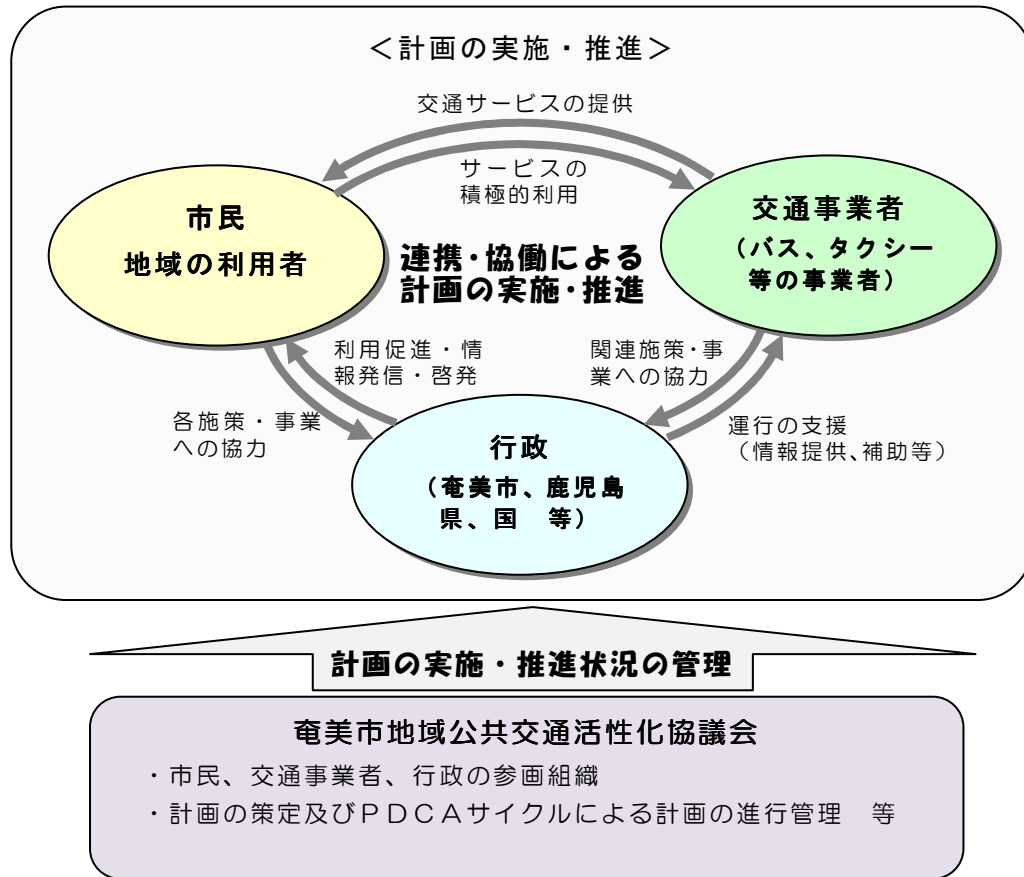 ＜計画の実施・推進＞
交通サービスの提供
サービスの
積極的利用
市民
地域の利用者
交通事業者
（バス、タクシー
等の事業者）
連携・協働による
計画の実施・推進
利用促進・情
報発信・啓発
関連施策・事
業への協力
各施策・事業
への協力
運行の支援
（情報提供、補助等）
行政
（奄美市、鹿児島
県、国　等）
計画の実施・推進状況の管理
奄美市地域公共交通活性化協議会
・市民、交通事業者、行政の参画組織
・計画の策定及びＰＤＣＡサイクルによる計画の進行管理　等